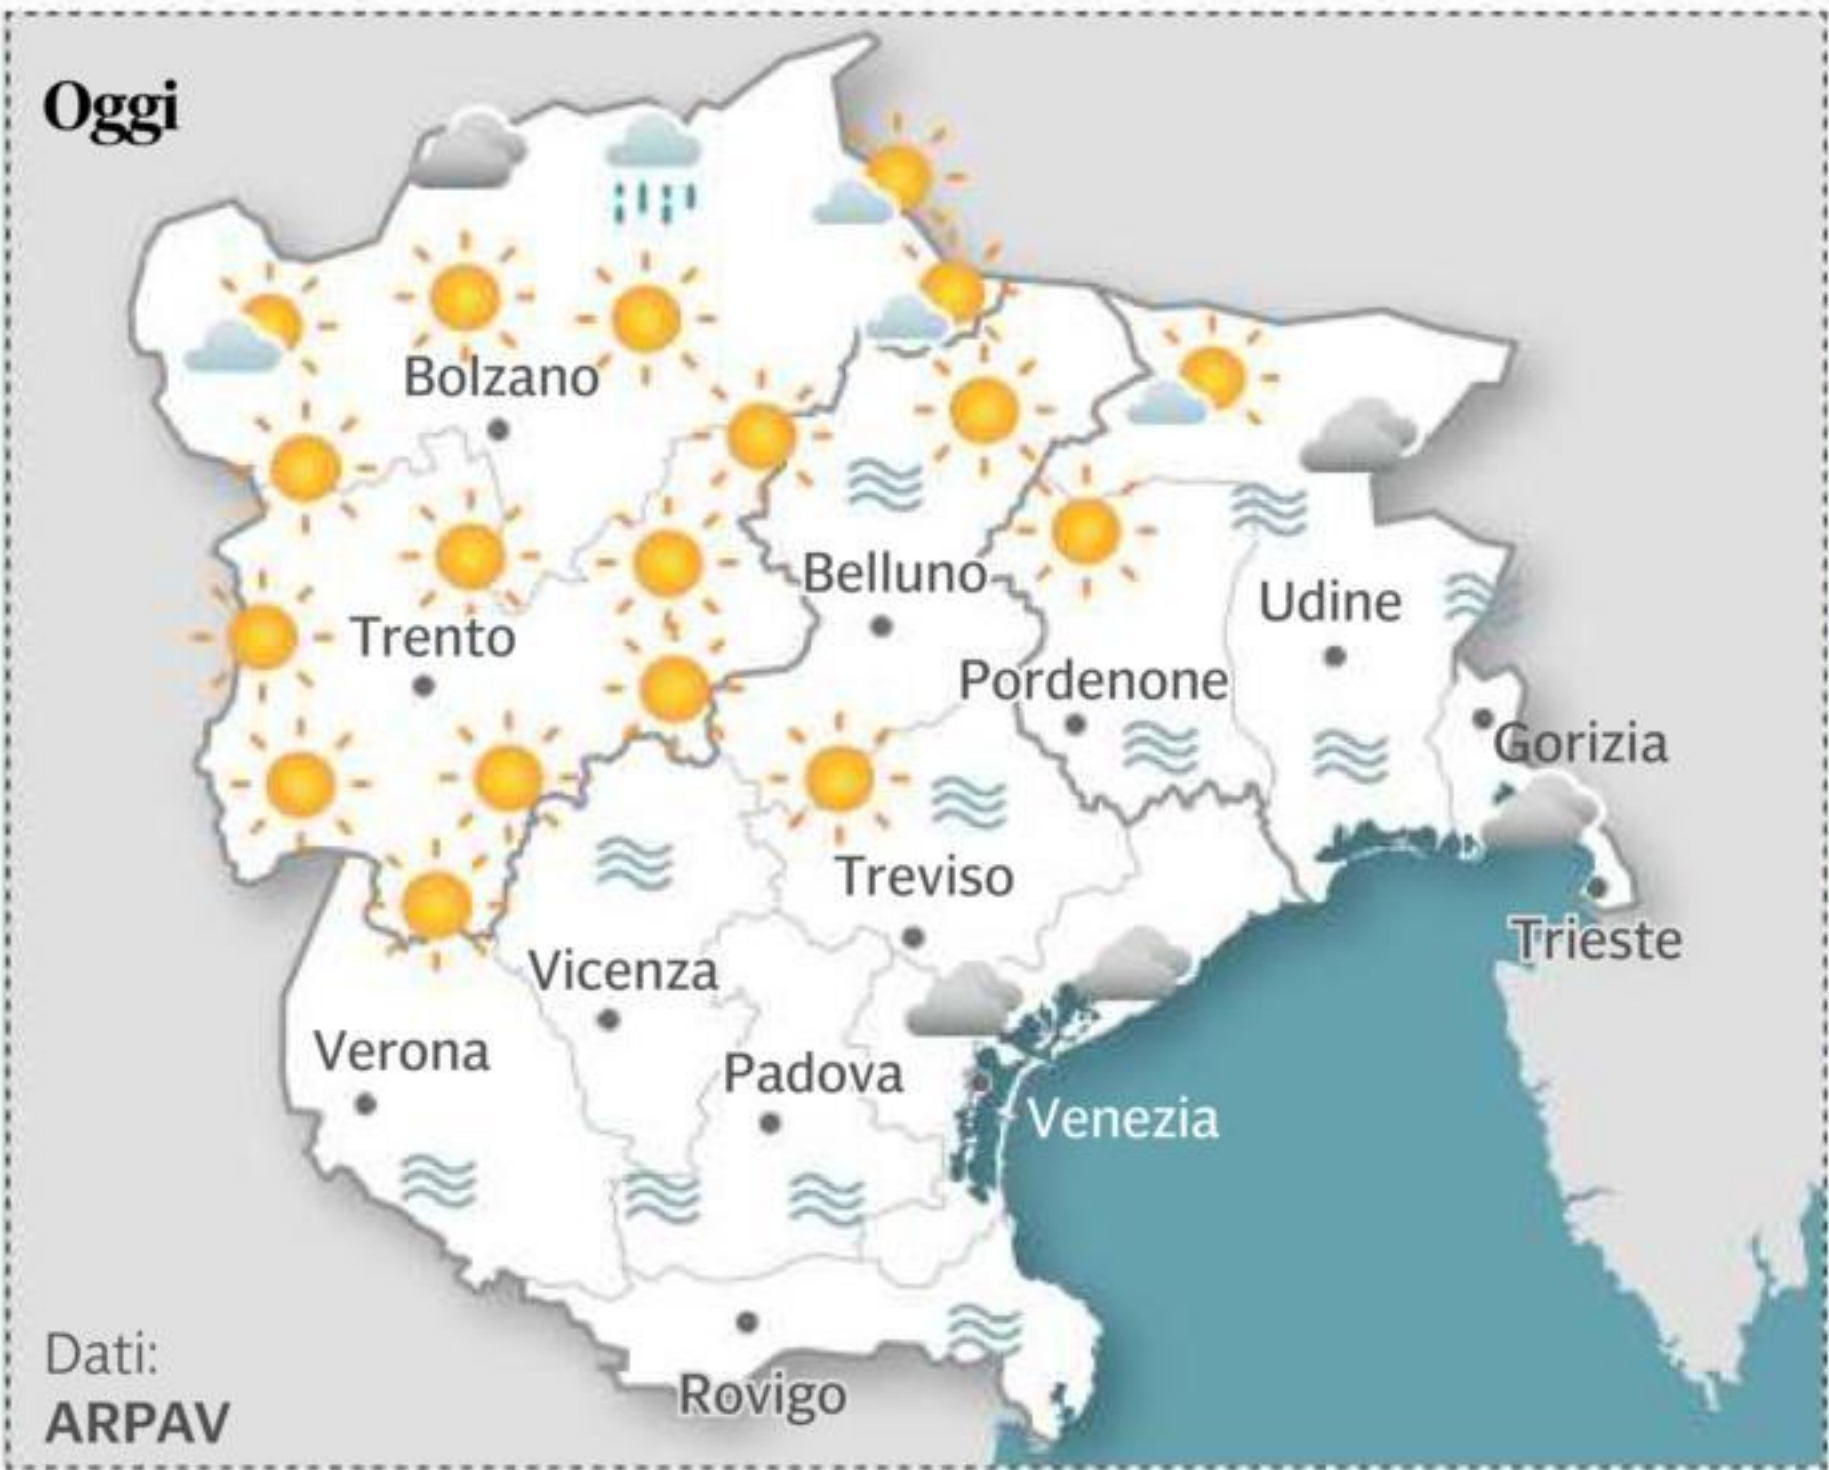 Oggi
Bolzano
Belluno
Udine
Trento
Pordenone
Gorizia
Treviso
Trieste
Vicenza
Verona
Padova
Venezia
Dati:
ARPAV
Rovigo